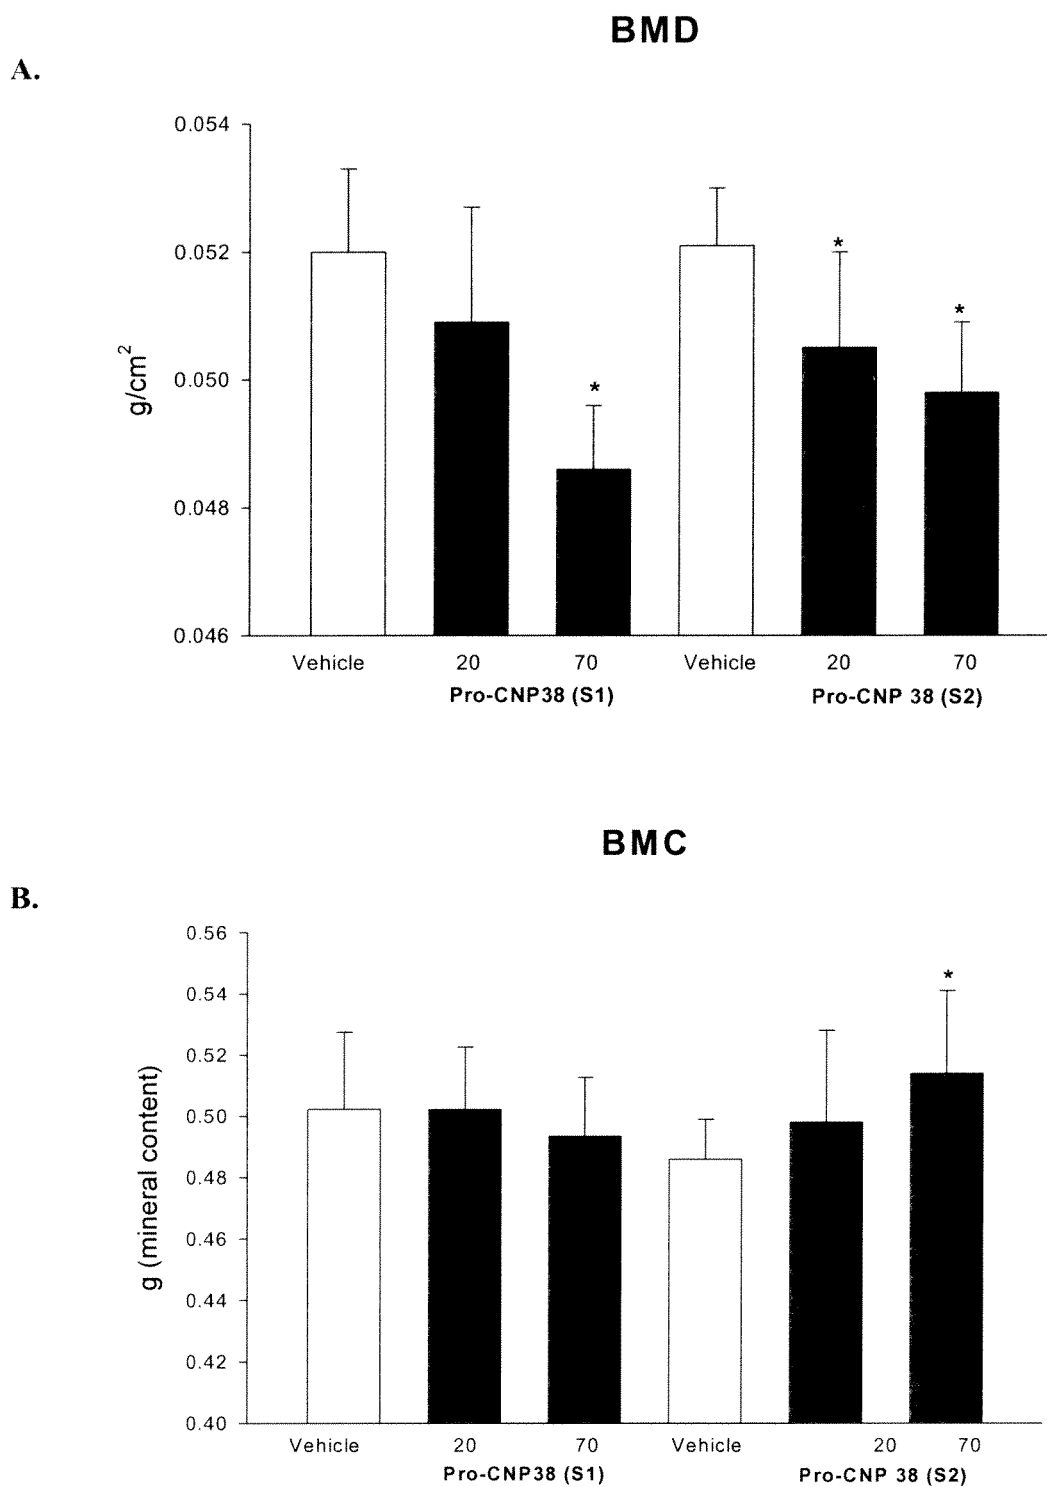 BMD
A.
0.054
0.052
0.050
0.048
0.046
g/cm²
*
*
*
Vehicle 20 70 Vehicle 20 70
Pro-CNP38 (S1) Pro-CNP 38 (S2)
BMC
B.
0.56
0.54
0.52
0.50
0.48
0.46
0.44
0.42
0.40
g (mineral content)
*
Vehicle 20 70 Vehicle 20 70
Pro-CNP38 (S1) Pro-CNP 38 (S2)